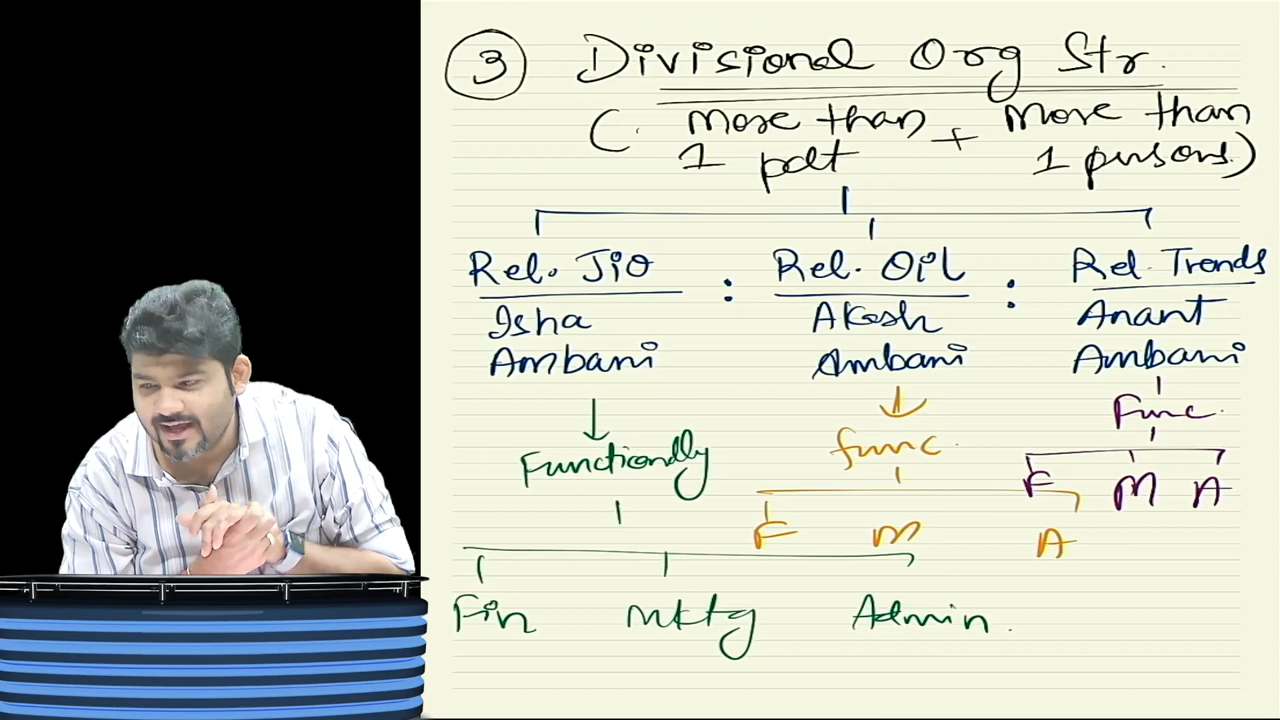 3 Divisional Org Str.
( more than 1 pdt + more than 1 persons.)
Rel. Jio : Rel. Oil : Rel. Trends
Isha Ambani
Akash Ambani
Anant Ambani
Functionally
func.
Func.
F M A
F M A
Fin Mktg Admin.